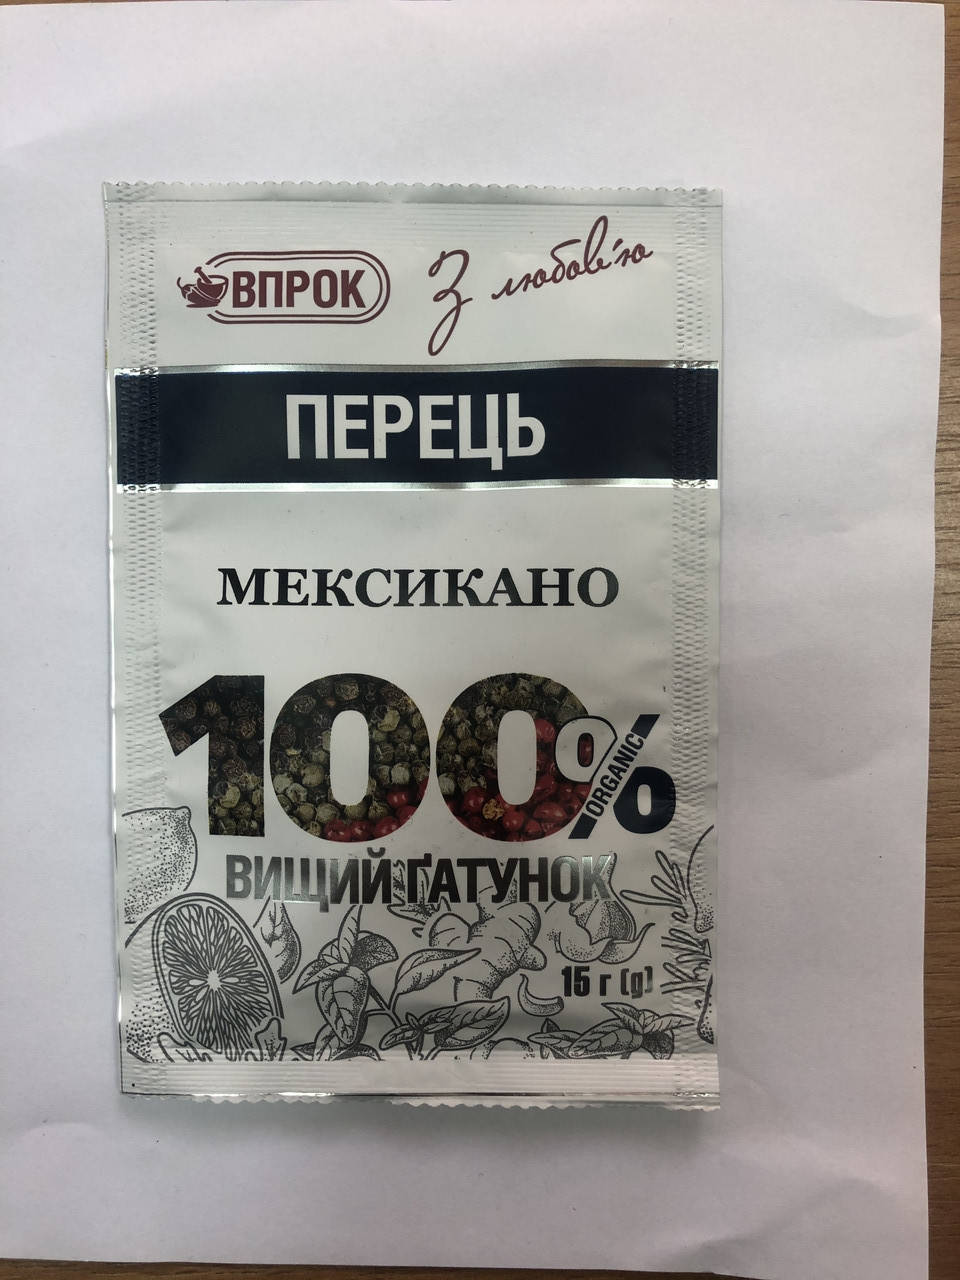 ВПРОК
З любов'ю
ПЕРЕЦЬ
МЕКСИКАНО
100%
ORGANIC
ВИЩИЙ ҐАТУНОК
15 г (g)